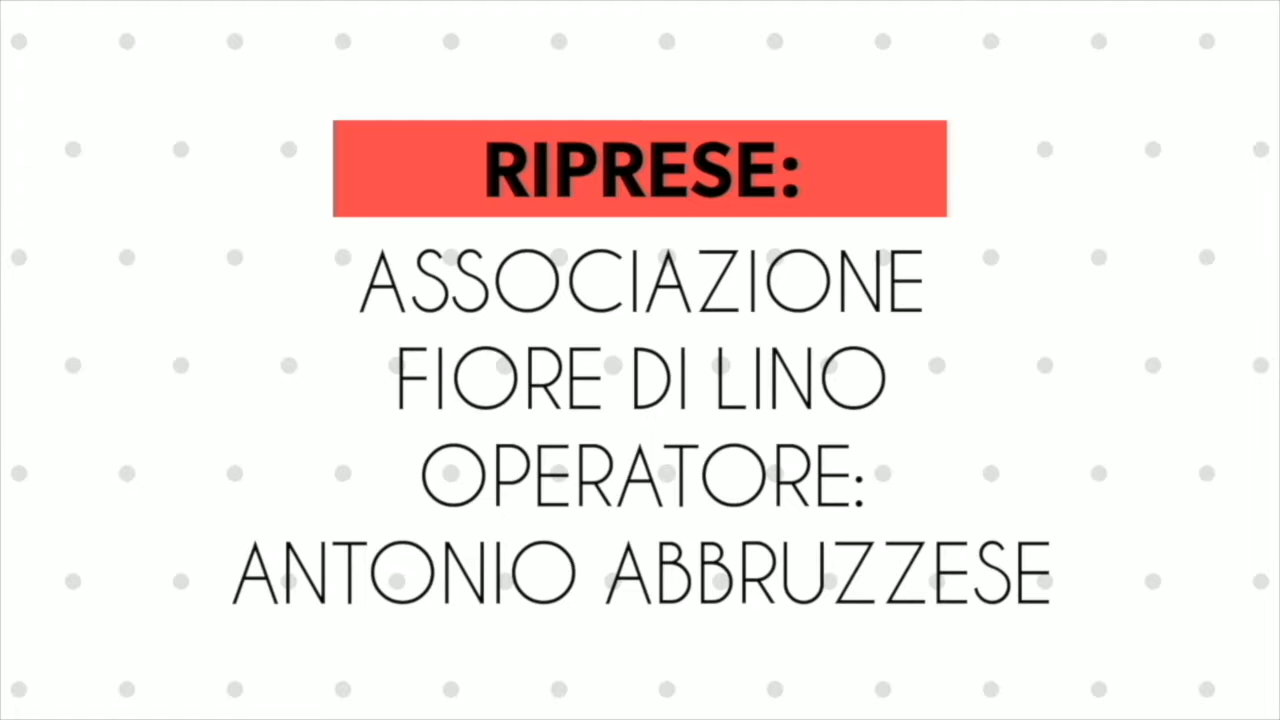 RIPRESE:
ASSOCIAZIONE
FIORE DI LINO
OPERATORE:
ANTONIO ABBRUZZESE